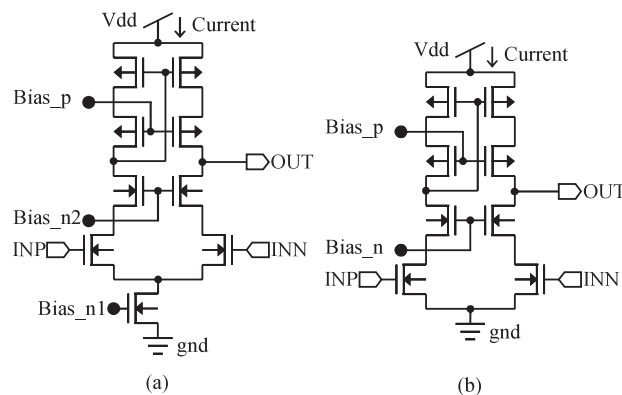 Vdd
Current
Bias_p
OUT
Bias_n2
INP
INN
Bias_n1
gnd
(a)
Vdd
Current
Bias_p
OUT
Bias_n
INP
INN
gnd
(b)